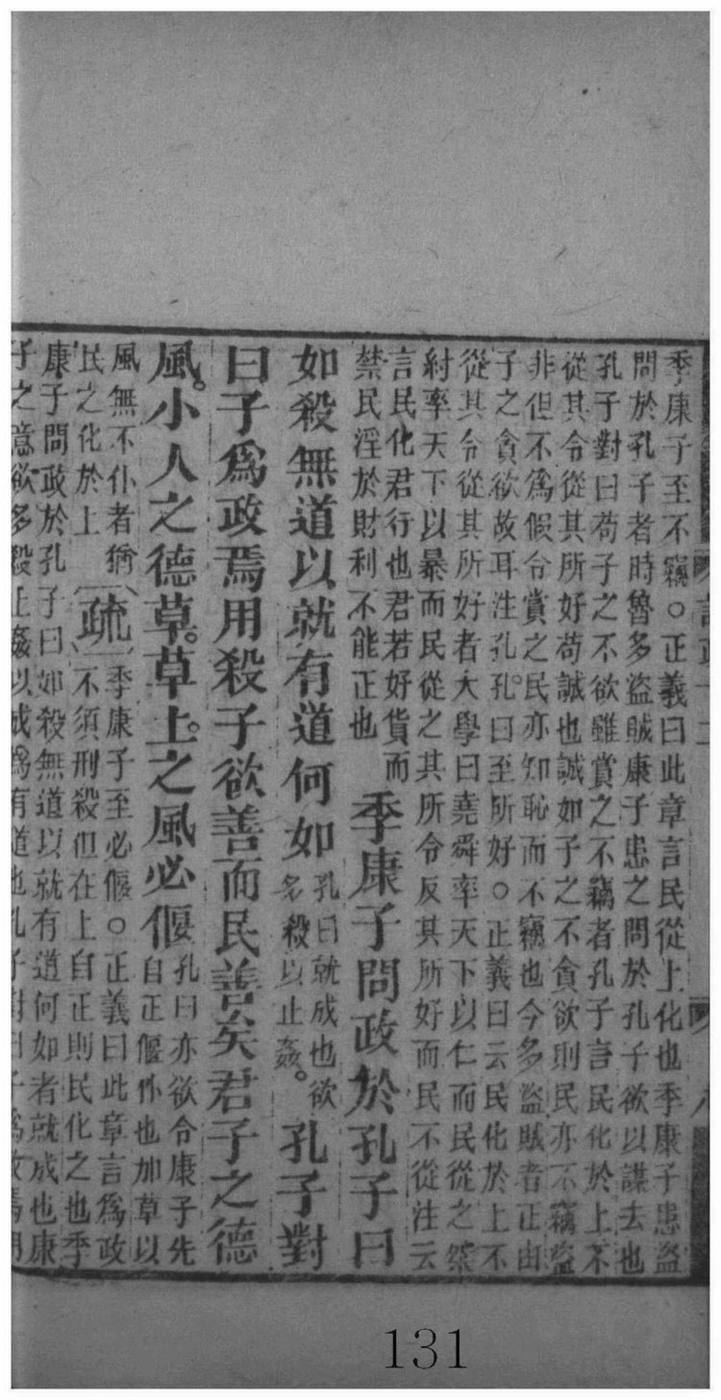 季康子至不竊○正義曰此章言民從上化也季康子患盜
問於孔子者時魯多盜賊康子患之問於孔子欲以謀去也
孔子對曰苟子之不欲雖賞之不竊者孔子言民化於上不
從其令從其所好苟誠也誠如子之不貪欲則民亦不竊盜
非但不為假令賞之民亦知恥而不竊也今多盜賊者正由
子之貪欲故耳注孔孔曰至所好○正義曰云民化於上不
從其令從其所好者大學曰堯舜率天下以仁而民從之桀
紂率天下以暴而民從之其所令反其所好而民不從注云
言民化君行也君若好貨而
禁民淫於財利不能正也
季康子問政於孔子曰
如殺無道以就有道何如
孔曰就成也欲
多殺以止姦。
孔子對
曰子爲政焉用殺子欲善而民善矣君子之德
風。小人之德草。草上。之風必偃
孔曰亦欲令康子先
自正偃仆也加草以
風無不仆者猶
民之化於上
疏
季康子至必偃○正義曰此章言爲政
不須刑殺但在上自正則民化之也季
康子問政於孔子曰如殺無道以就有道何如者就成也康
子之意欲多殺止姦以成爲有道也孔子對曰子爲政焉用
131